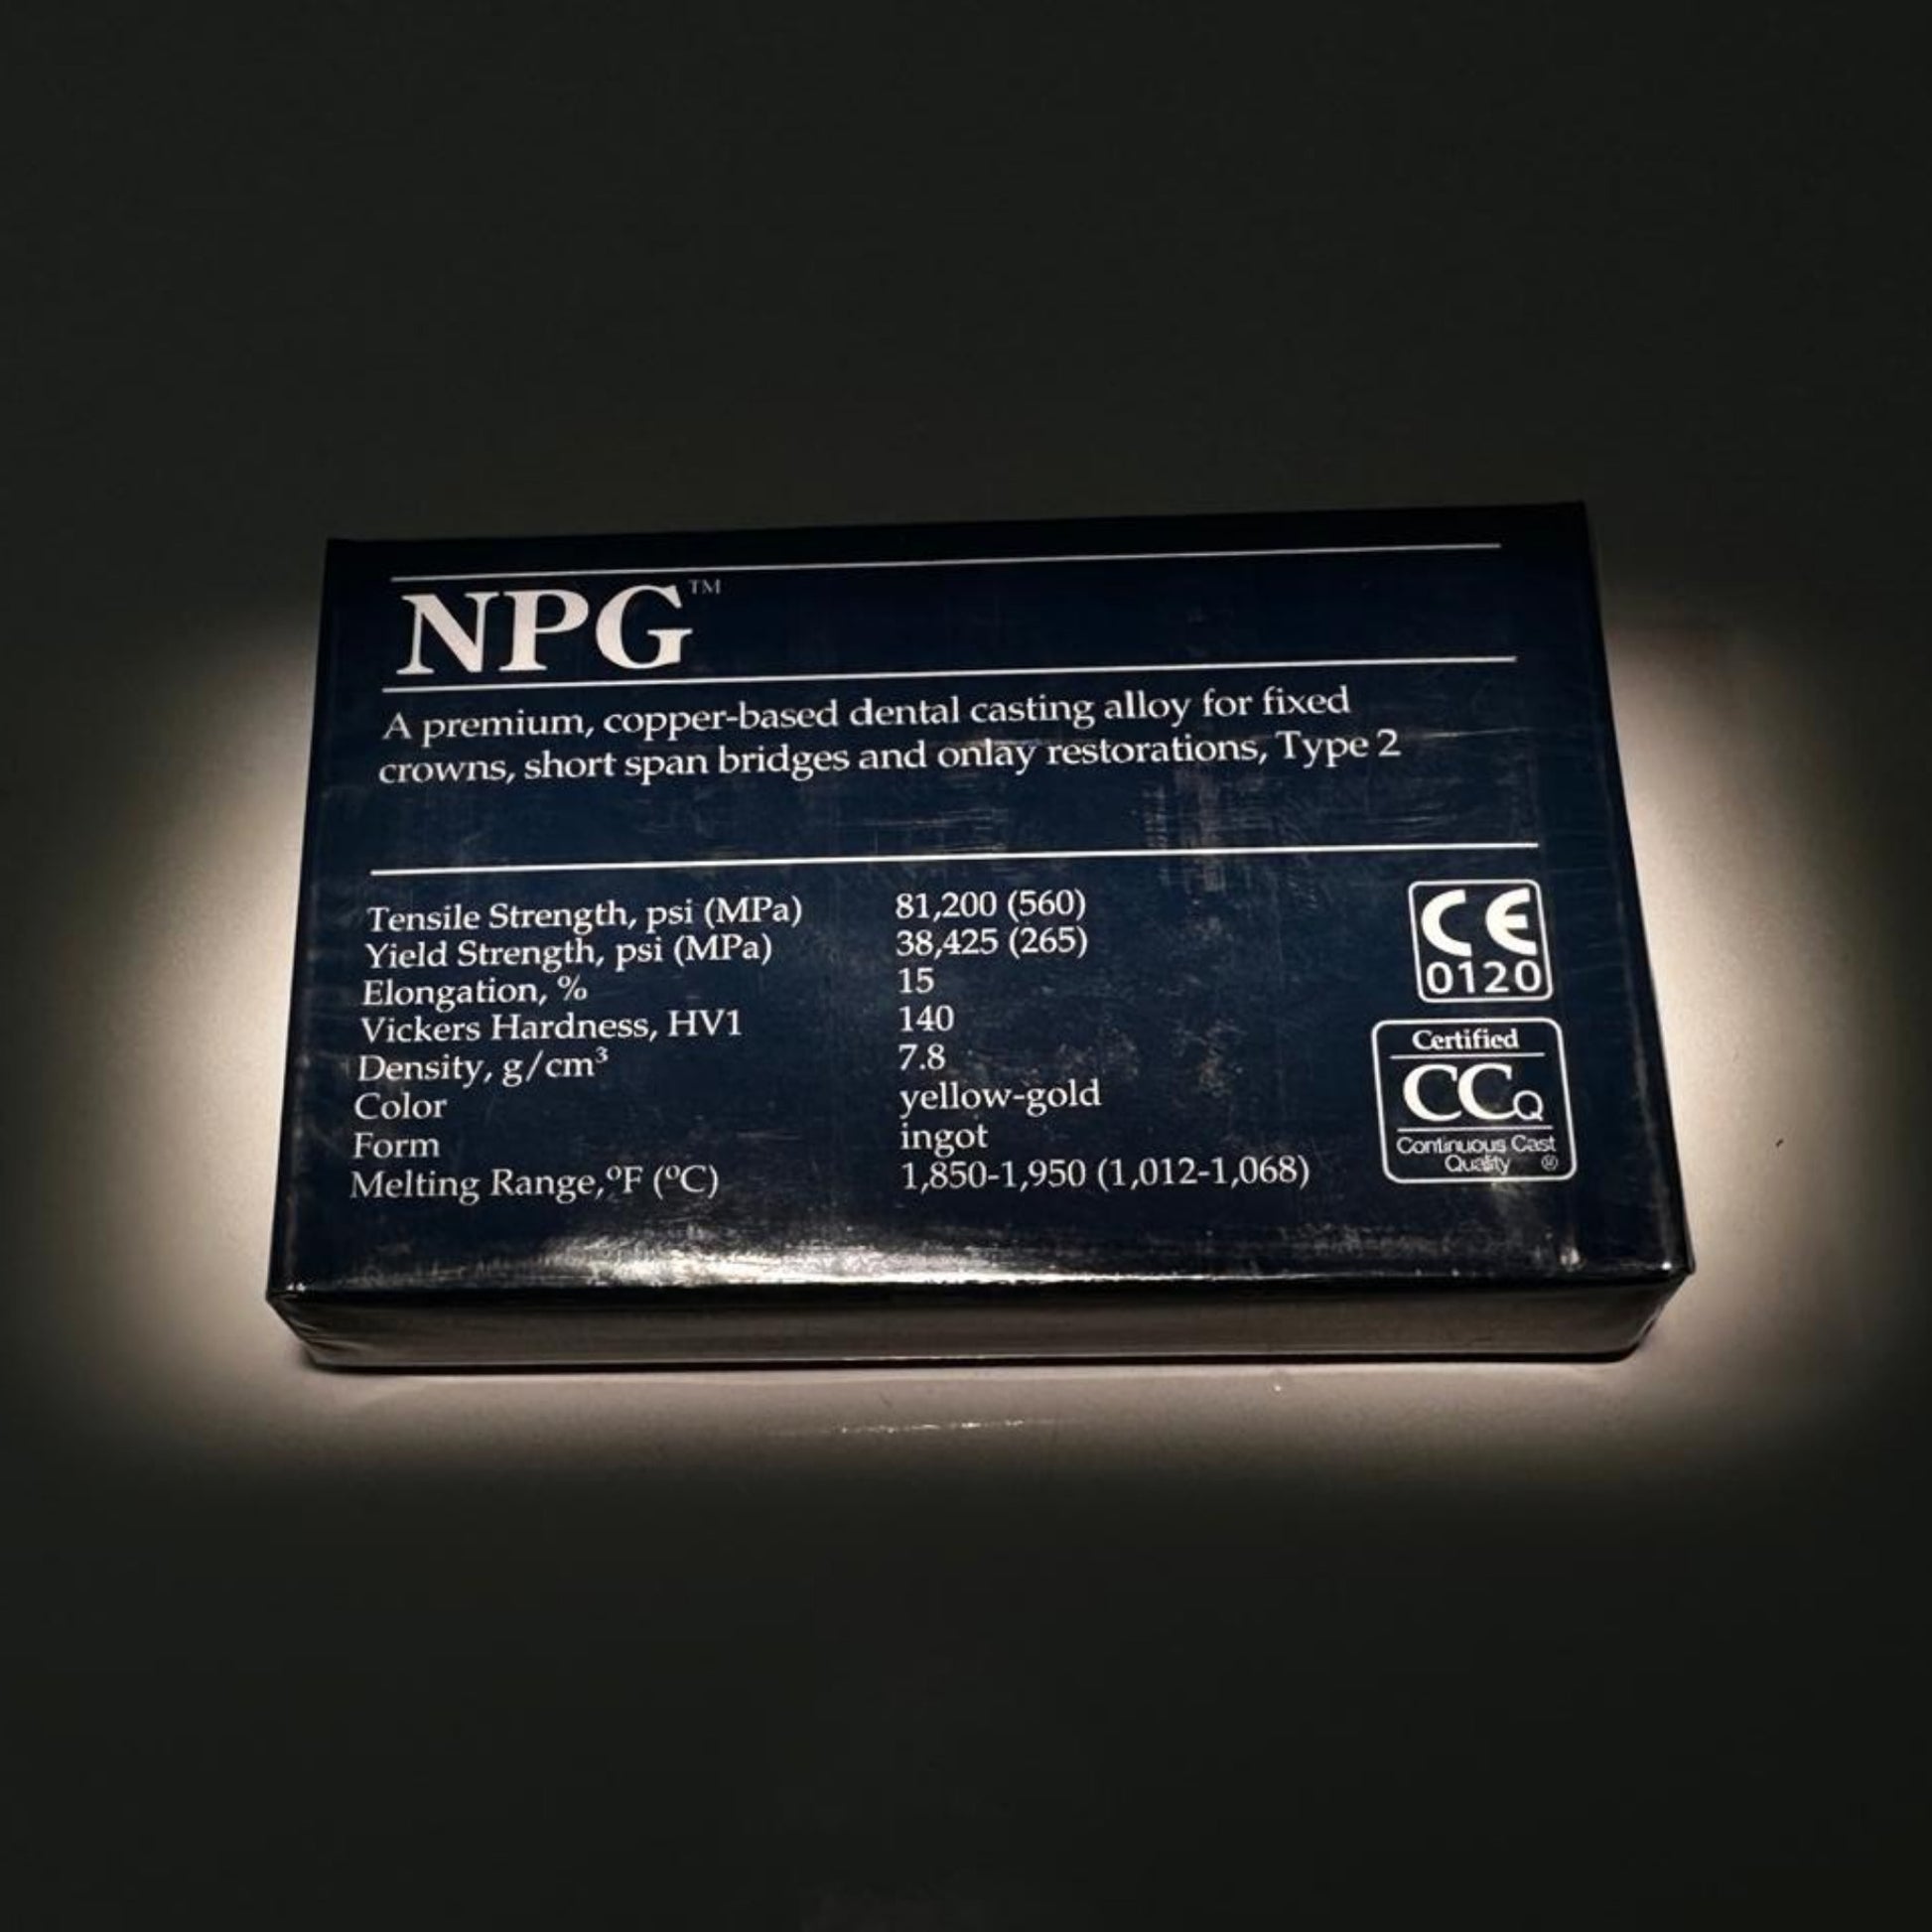 NPG™
A premium, copper-based dental casting alloy for fixed
crowns, short span bridges and onlay restorations, Type 2
Tensile Strength, psi (MPa) 81,200 (560)
Yield Strength, psi (MPa) 38,425 (265)
Elongation, % 15
Vickers Hardness, HV1 140
Density, g/cm³ 7.8
Color yellow-gold
Form ingot
Melting Range,ºF (ºC) 1,850-1,950 (1,012-1,068)
CE
0120
Certified
CCQ
Continuous Cast
Quality